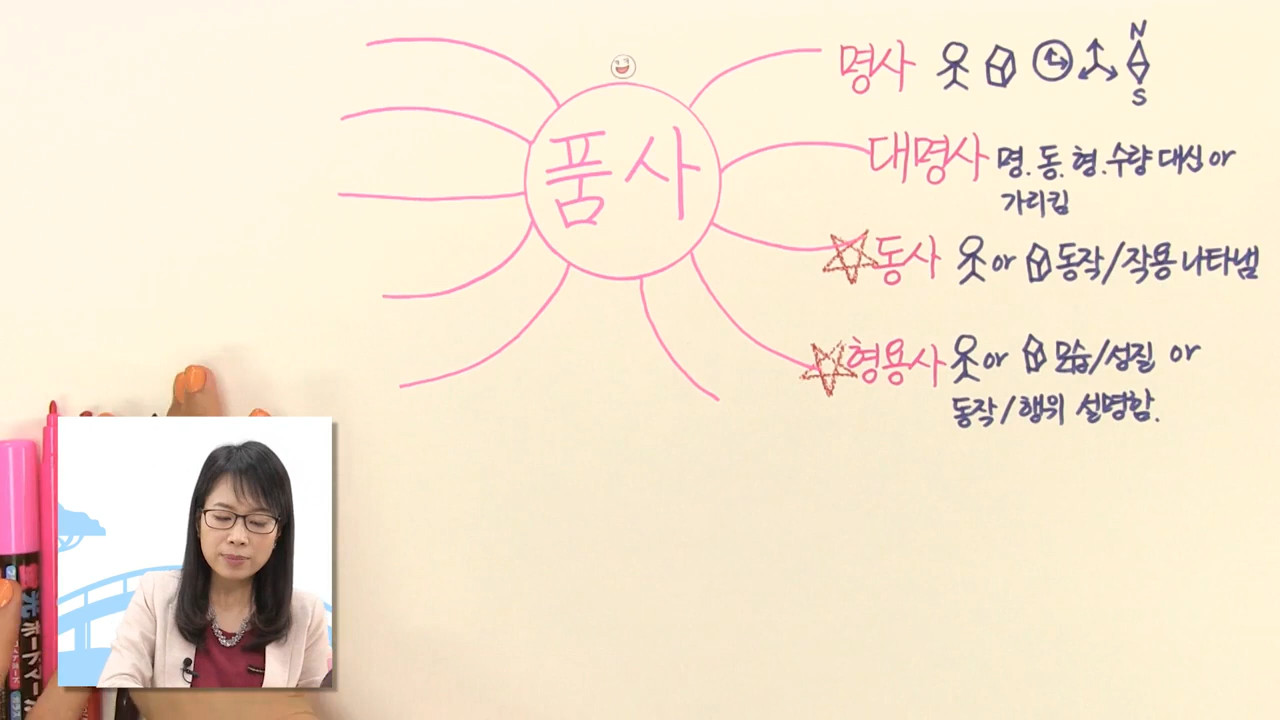 품사
명사
N
S
대명사 명.동.형.수량 대신 or
가리킴
동사 or 동작/작용 나타냄
형용사 or 모습/성질 or
동작/행위 설명함.